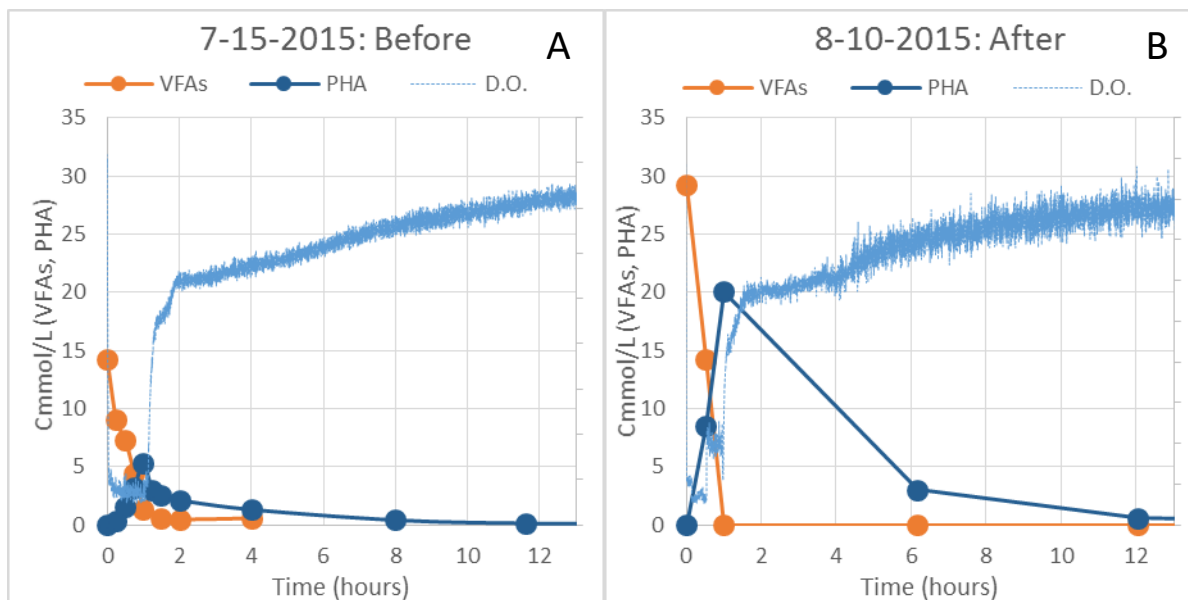 7-15-2015: Before A
VFAs PHA D.O.
35
30
25
20
15
10
5
0
Cmmol/L (VFAs, PHA)
0 2 4 6 8 10 12
Time (hours)
8-10-2015: After B
VFAs PHA D.O.
35
30
25
20
15
10
5
0
Cmmol/L (VFAs, PHA)
0 2 4 6 8 10 12
Time (hours)